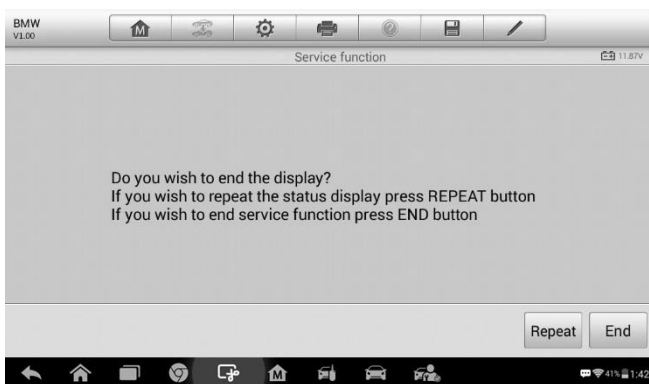 BMW
V1.00
M
Service function
11.87V
Do you wish to end the display?
If you wish to repeat the status display press REPEAT button
If you wish to end service function press END button
Repeat
End
M
41%
1:42